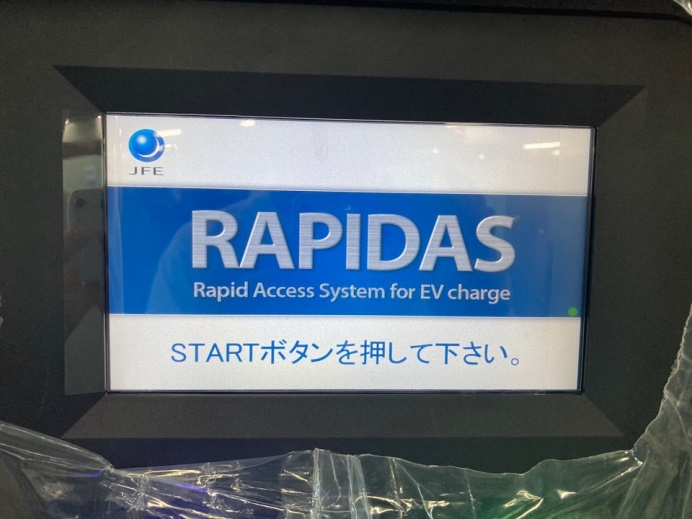 JFE
RAPIDAS
Rapid Access System for EV charge
STARTボタンを押して下さい。